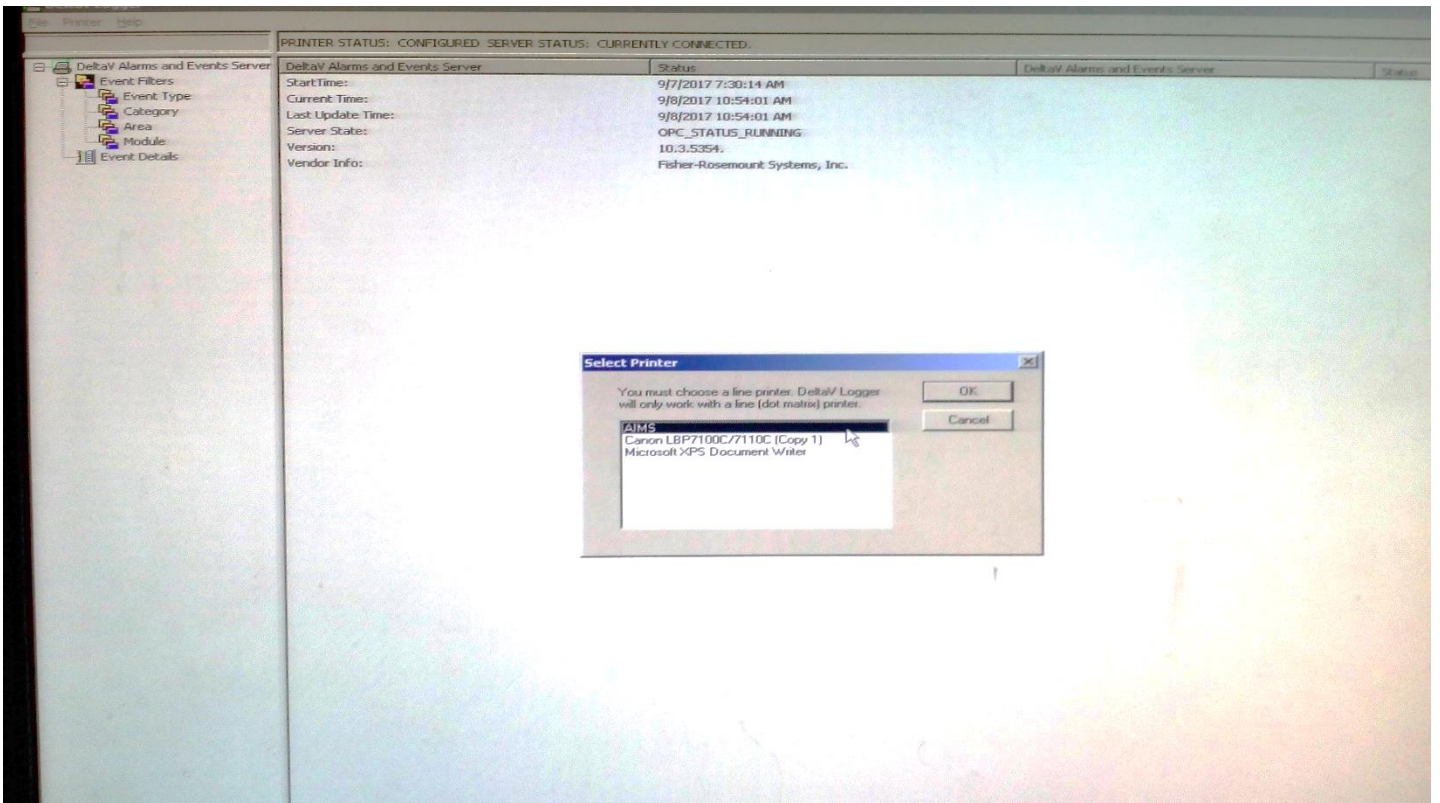 DeltaV Logger
File Printer Help
PRINTER STATUS: CONFIGURED SERVER STATUS: CURRENTLY CONNECTED.
DeltaV Alarms and Events Server
Event Filters
Event Type
Category
Area
Module
Event Details
DeltaV Alarms and Events Server Status DeltaV Alarms and Events Server Status
StartTime: 9/7/2017 7:30:14 AM
Current Time: 9/8/2017 10:54:01 AM
Last Update Time: 9/8/2017 10:54:01 AM
Server State: OPC_STATUS_RUNNING
Version: 10.3.5354.
Vendor Info: Fisher-Rosemount Systems, Inc.
Select Printer
You must choose a line printer. DeltaV Logger
will only work with a line (dot matrix) printer.
OK
Cancel
AIMS
Canon LBP7100C/7110C (Copy 1)
Microsoft XPS Document Writer